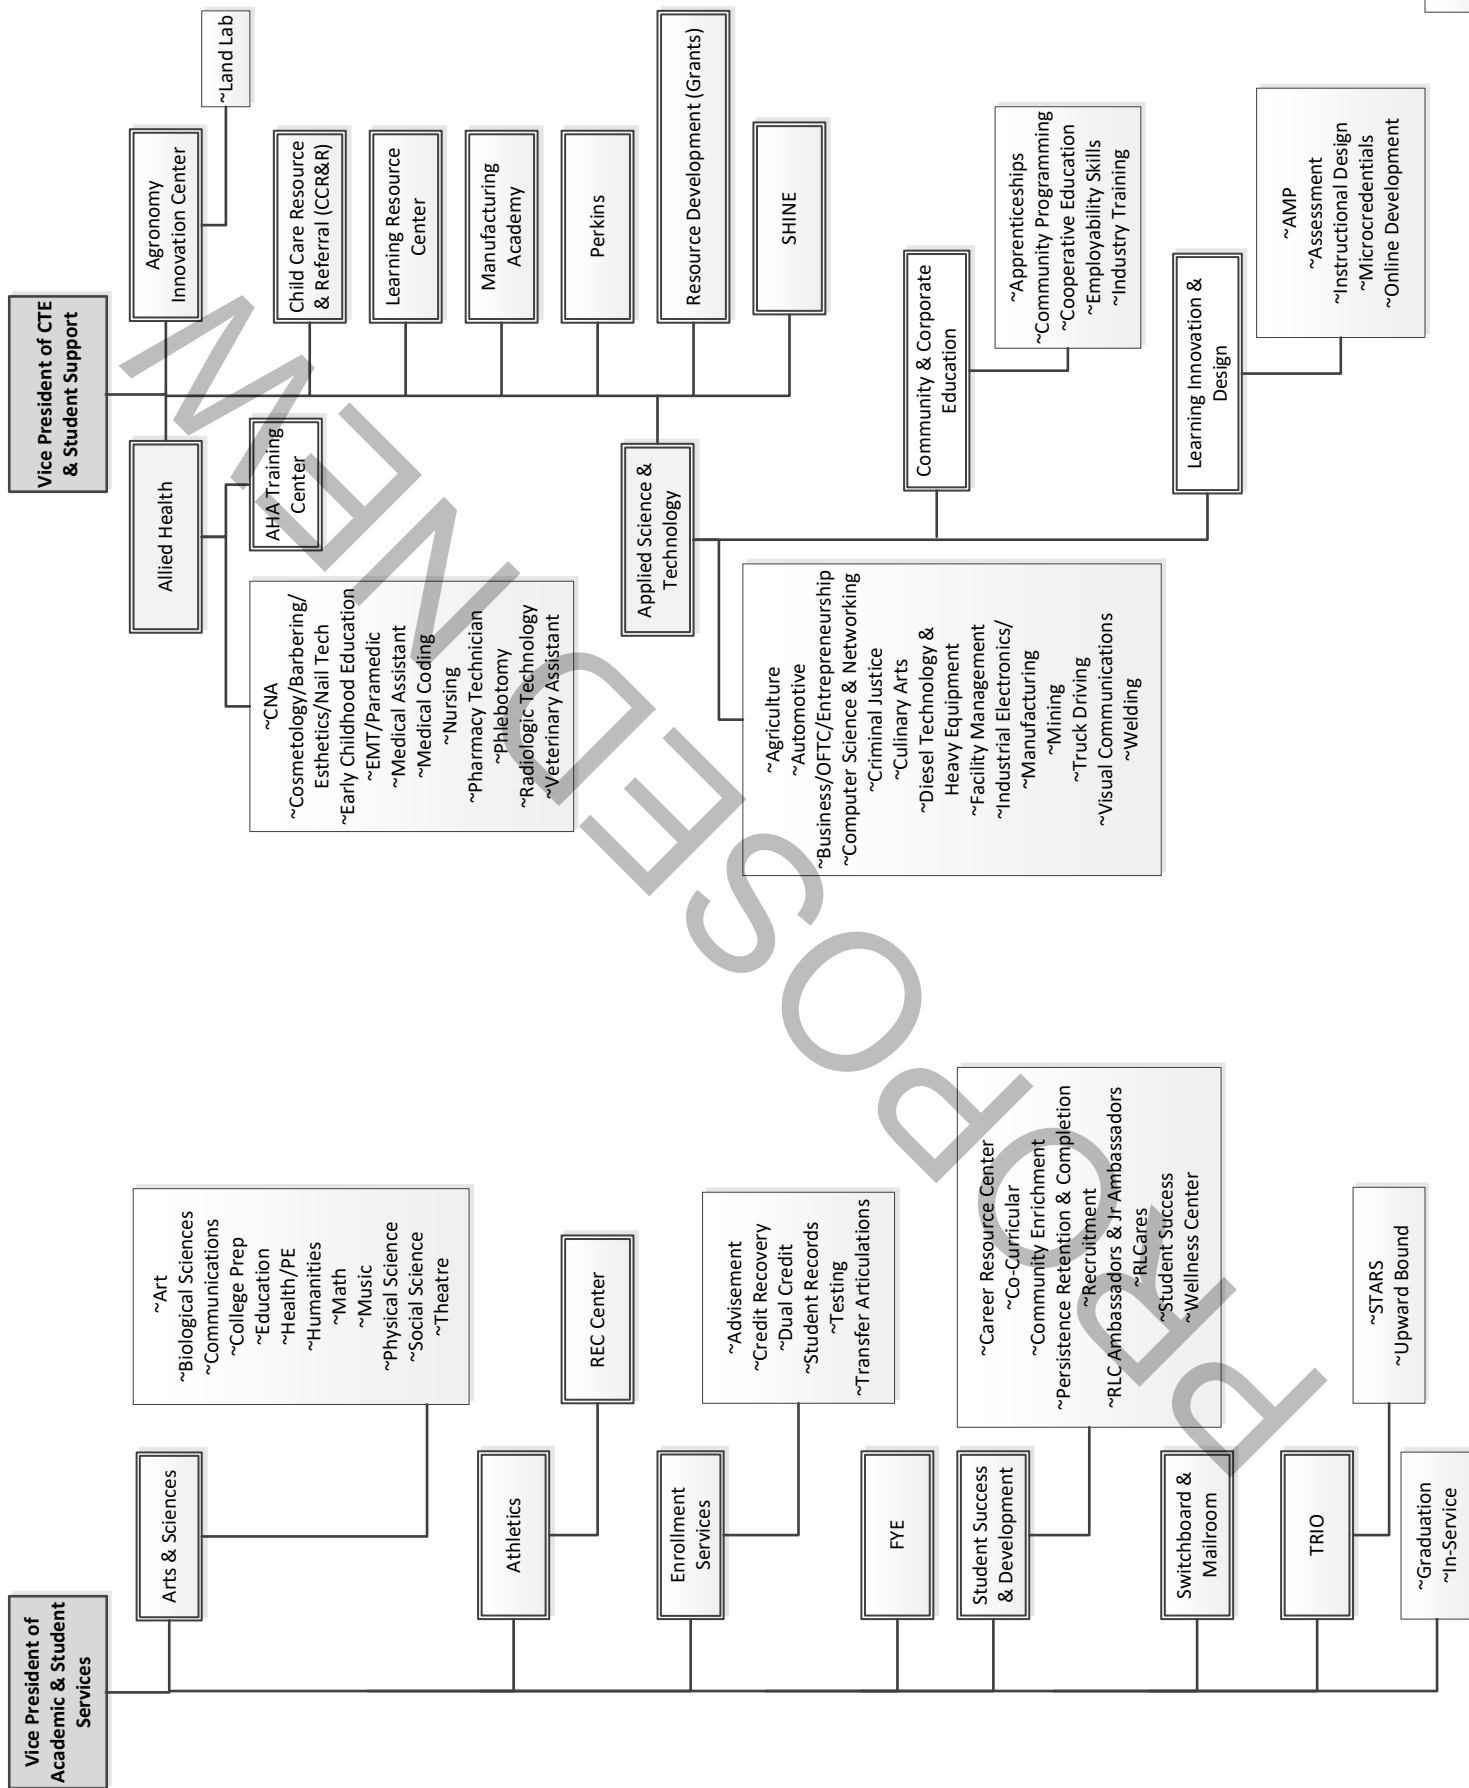 Vice President of
Academic & Student
Services
Arts & Sciences
~Art
~Biological Sciences
~Communications
~College Prep
~Education
~Health/PE
~Humanities
~Math
~Music
~Physical Science
~Social Science
~Theatre
Athletics
REC Center
Enrollment
Services
~Advisement
~Credit Recovery
~Dual Credit
~Student Records
~Testing
~Transfer Articulations
FYE
Student Success
& Development
~Career Resource Center
~Co-Curricular
~Community Enrichment
~Persistence Retention & Completion
~Recruitment
~RLC Ambassadors & Jr Ambassadors
~RLCares
~Student Success
~Wellness Center
Switchboard &
Mailroom
TRIO
~STARS
~Upward Bound
~Graduation
~In-Service
Vice President of CTE
& Student Support
Allied Health
~CNA
~Cosmetology/Barbering/
Esthetics/Nail Tech
~Early Childhood Education
~EMT/Paramedic
~Medical Assistant
~Medical Coding
~Nursing
~Pharmacy Technician
~Phlebotomy
~Radiologic Technology
~Veterinary Assistant
AHA Training
Center
Agronomy
Innovation Center
~Land Lab
Child Care Resource
& Referral (CCR&R)
Learning Resource
Center
Manufacturing
Academy
Perkins
Resource Development (Grants)
SHINE
Applied Science &
Technology
~Agriculture
~Automotive
~Business/OFTC/Entrepreneurship
~Computer Science & Networking
~Criminal Justice
~Culinary Arts
~Diesel Technology &
Heavy Equipment
~Facility Management
~Industrial Electronics/
~Manufacturing
~Mining
~Truck Driving
~Visual Communications
~Welding
Community & Corporate
Education
~Apprenticeships
~Community Programming
~Cooperative Education
~Employability Skills
~Industry Training
Learning Innovation &
Design
~AMP
~Assessment
~Instructional Design
~Microcredentials
~Online Development
PROPOSED NEW